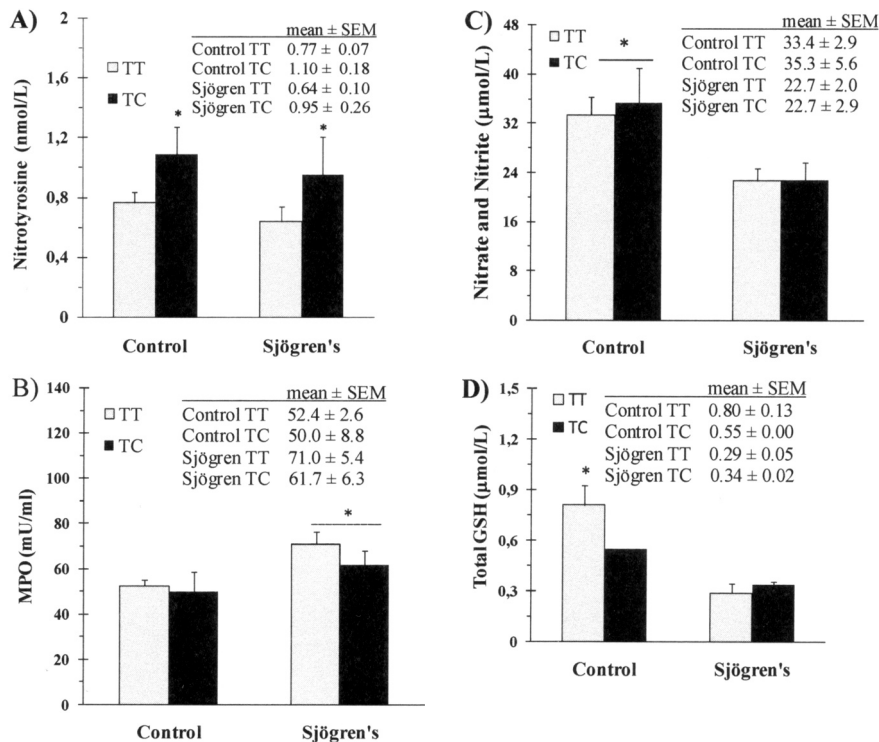 A)
2
1,6
1,2
0,8
0,4
0
Nitrotyrosine (nmol/L)
TT
TC
mean ± SEM
Control TT 0.77 ± 0.07
Control TC 1.10 ± 0.18
Sjögren TT 0.64 ± 0.10
Sjögren TC 0.95 ± 0.26
* *
Control Sjögren's
B)
140
120
100
80
60
40
20
0
MPO (mU/ml)
TT
TC
mean ± SEM
Control TT 52.4 ± 2.6
Control TC 50.0 ± 8.8
Sjögren TT 71.0 ± 5.4
Sjögren TC 61.7 ± 6.3
*
Control Sjögren's
C)
48
40
32
24
16
8
0
Nitrate and Nitrite (µmol/L)
TT
TC
*
mean ± SEM
Control TT 33.4 ± 2.9
Control TC 35.3 ± 5.6
Sjögren TT 22.7 ± 2.0
Sjögren TC 22.7 ± 2.9
Control Sjögren's
D)
1,5
1,2
0,9
0,6
0,3
0
Total GSH (µmol/L)
TT
TC
mean ± SEM
Control TT 0.80 ± 0.13
Control TC 0.55 ± 0.00
Sjögren TT 0.29 ± 0.05
Sjögren TC 0.34 ± 0.02
*
Control Sjögren's